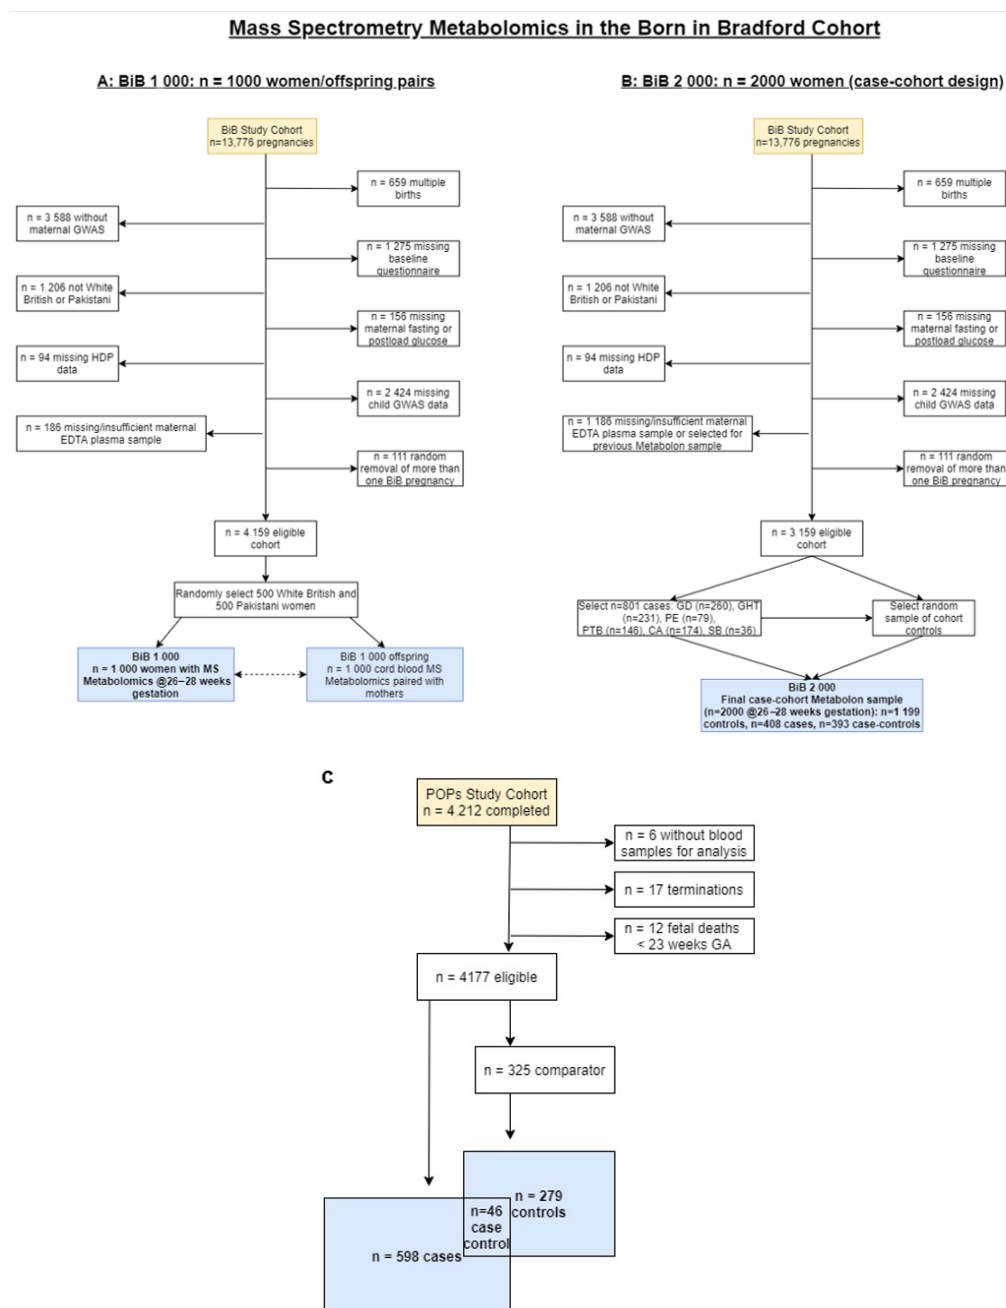 Mass Spectrometry Metabolomics in the Born in Bradford Cohort
A: BiB 1 000: n = 1000 women/offspring pairs
BiB Study Cohort
n=13,776 pregnancies
n = 659 multiple
births
n = 3 588 without
maternal GWAS
n = 1 275 missing
baseline
questionnaire
n = 1 206 not White
British or Pakistani
n = 156 missing
maternal fasting or
postload glucose
n = 94 missing HDP
data
n = 2 424 missing
child GWAS data
n = 186 missing/insufficient maternal
EDTA plasma sample
n = 111 random
removal of more than
one BiB pregnancy
n = 4.159 eligible
cohort
Randomly select 500 White British and
500 Pakistani women
BiB 1 000
n = 1 000 women with MS
Metabolomics @26–28 weeks
gestation
BiB 1 000 offspring
n = 1 000 cord blood MS
Metabolomics paired with
mothers
B: BiB 2 000: n = 2000 women (case-cohort design)
BiB Study Cohort
n=13,776 pregnancies
n = 659 multiple
births
n = 3 588 without
maternal GWAS
n = 1 275 missing
baseline
questionnaire
n = 1 206 not White
British or Pakistani
n = 156 missing
maternal fasting or
postload glucose
n = 94 missing HDP
data
n = 2 424 missing
child GWAS data
n = 1 186 missing/insufficient maternal
EDTA plasma sample or selected for
previous Metabolon sample
n = 111 random
removal of more than
one BiB pregnancy
n = 3.159 eligible
cohort
Select n=801 cases: GD (n=260), GHT
(n=231), PE (n=79),
PTB (n=146), CA (n=174), SB (n=36)
Select random
sample of cohort
controls
BiB 2 000
Final case-cohort Metabolon sample
(n=2000 @26–28 weeks gestation): n=1 199
controls, n=408 cases, n=393 case-controls
C
POPs Study Cohort
n = 4.212 completed
n = 6 without blood
samples for analysis
n = 17 terminations
n = 12 fetal deaths
< 23 weeks GA
n = 4177 eligible
n = 325 comparator
n = 279
controls
n=46
case
control
n = 598 cases